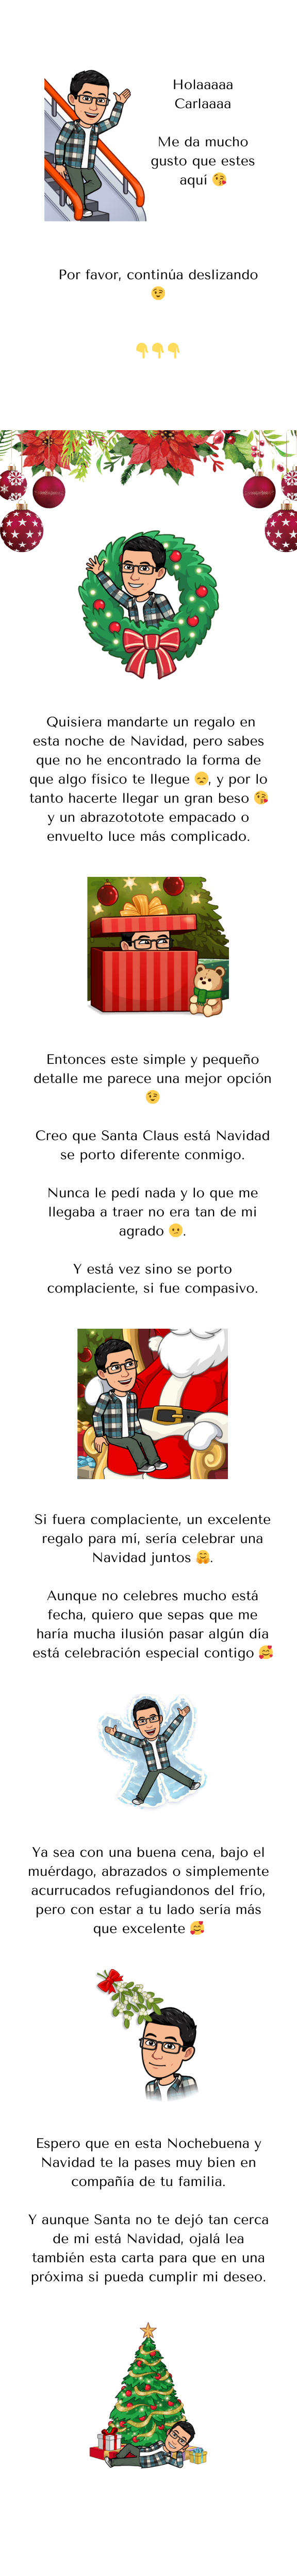 Holaaaaa
Carlaaaa
Me da mucho
gusto que estes
aquí 😘
Por favor, continúa deslizando
😉
👇👇👇
Quisiera mandarte un regalo en
esta noche de Navidad, pero sabes
que no he encontrado la forma de
que algo físico te llegue 😞, y por lo
tanto hacerte llegar un gran beso 😘
y un abrazototote empacado o
envuelto luce más complicado.
Entonces este simple y pequeño
detalle me parece una mejor opción
😉
Creo que Santa Claus está Navidad
se porto diferente conmigo.
Nunca le pedí nada y lo que me
llegaba a traer no era tan de mi
agrado 🫤.
Y está vez sino se porto
complaciente, si fue compasivo.
Si fuera complaciente, un excelente
regalo para mí, sería celebrar una
Navidad juntos 🤗.
Aunque no celebres mucho está
fecha, quiero que sepas que me
haría mucha ilusión pasar algún día
está celebración especial contigo 🥰
Ya sea con una buena cena, bajo el
muérdago, abrazados o simplemente
acurrucados refugiandonos del frío,
pero con estar a tu lado sería más
que excelente 🥰
Espero que en esta Nochebuena y
Navidad te la pases muy bien en
compañía de tu familia.
Y aunque Santa no te dejó tan cerca
de mi está Navidad, ojalá lea
también esta carta para que en una
próxima si pueda cumplir mi deseo.